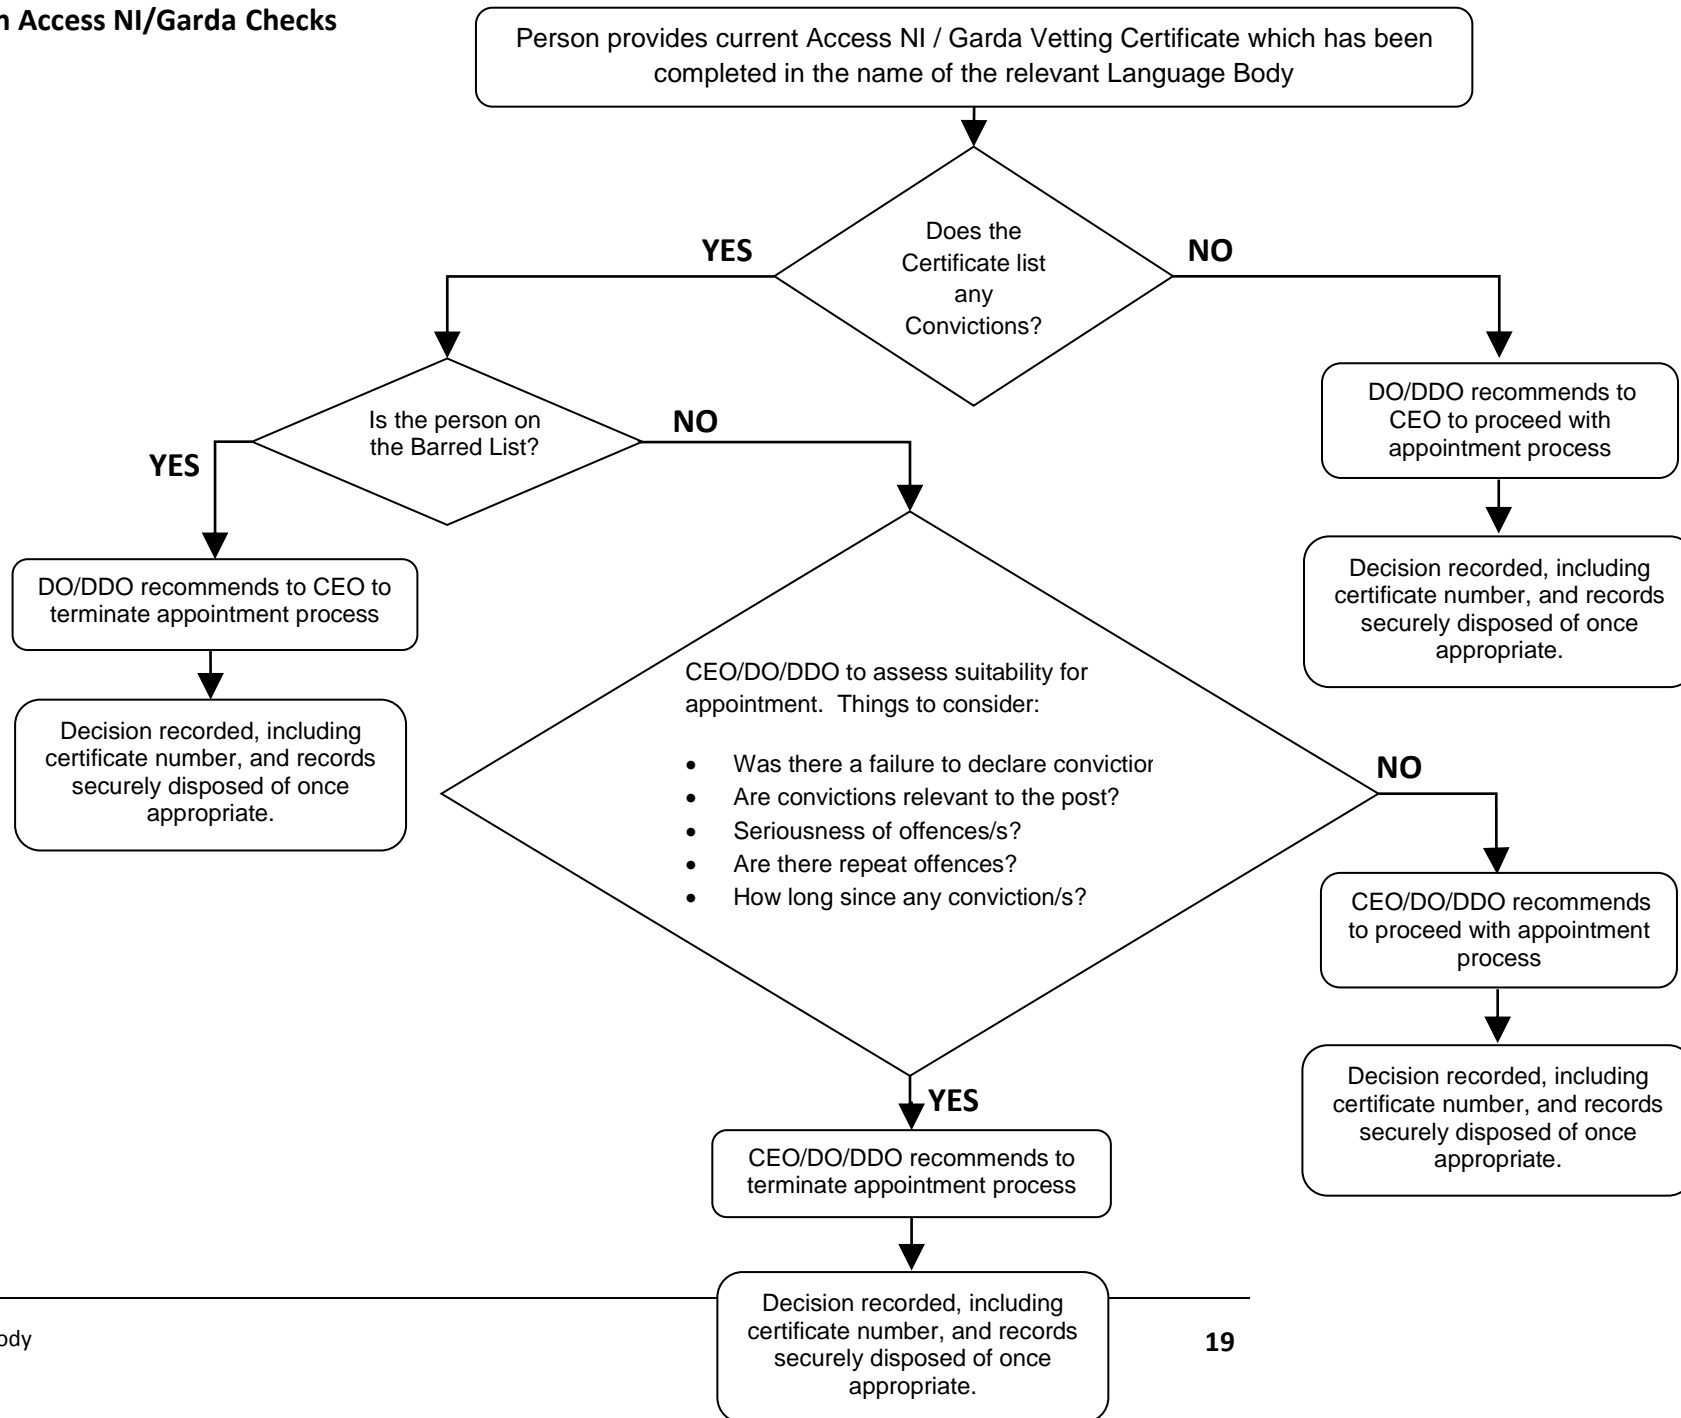 n Access NI/Garda Checks
Person provides current Access NI / Garda Vetting Certificate which has been
completed in the name of the relevant Language Body
Does the
Certificate list
any
Convictions?
YES
NO
Is the person on
the Barred List?
YES
NO
DO/DDO recommends to
CEO to proceed with
appointment process
Decision recorded, including
certificate number, and records
securely disposed of once
appropriate.
DO/DDO recommends to CEO to
terminate appointment process
Decision recorded, including
certificate number, and records
securely disposed of once
appropriate.
CEO/DO/DDO to assess suitability for
appointment.  Things to consider:
• Was there a failure to declare conviction
• Are convictions relevant to the post?
• Seriousness of offences/s?
• Are there repeat offences?
• How long since any conviction/s?
NO
CEO/DO/DDO recommends
to proceed with appointment
process
Decision recorded, including
certificate number, and records
securely disposed of once
appropriate.
YES
CEO/DO/DDO recommends to
terminate appointment process
Decision recorded, including
certificate number, and records
securely disposed of once
appropriate.
ody
19